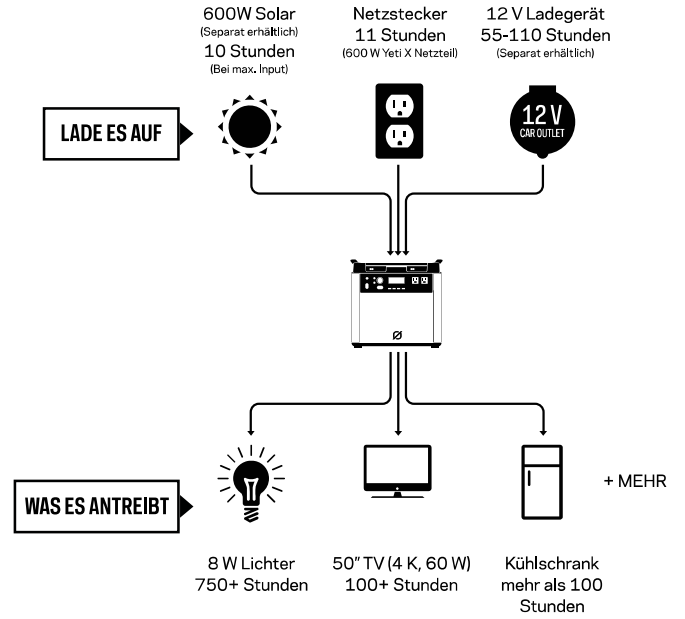 600W Solar
(Separat erhältlich)
10 Stunden
(Bei max. Input)
Netzstecker
11 Stunden
(600 W Yeti X Netzteil)
12 V Ladegerät
55-110 Stunden
(Separat erhältlich)
LADE ES AUF
12 V
CAR OUTLET
WAS ES ANTREIBT
+ MEHR
8 W Lichter
750+ Stunden
50” TV (4 K, 60 W)
100+ Stunden
Kühlschrank
mehr als 100
Stunden